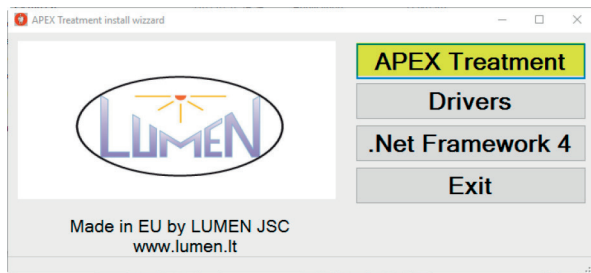 APEX Treatment install wizzard
LUMEN
Made in EU by LUMEN JSC
www.lumen.lt
APEX Treatment
Drivers
.Net Framework 4
Exit